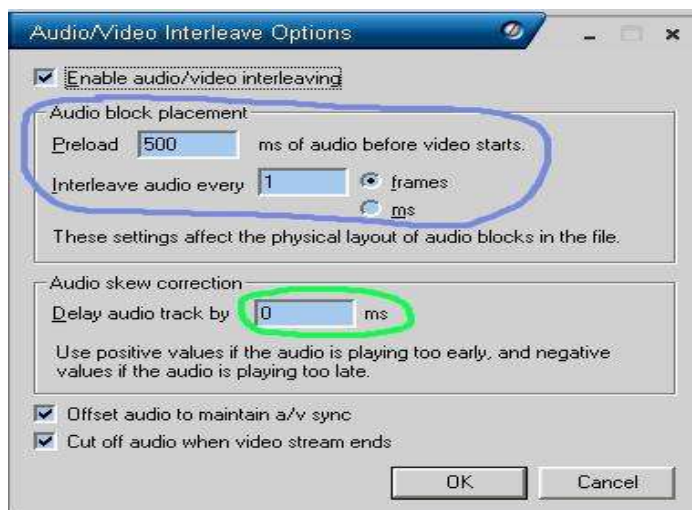 Audio/Video Interleave Options
Enable audio/video interleaving
Audio block placement
Preload 500 ms of audio before video starts.
Interleave audio every 1 frames
ms
These settings affect the physical layout of audio blocks in the file.
Audio skew correction
Delay audio track by 0 ms
Use positive values if the audio is playing too early, and negative
values if the audio is playing too late.
Offset audio to maintain a/v sync
Cut off audio when video stream ends
OK Cancel